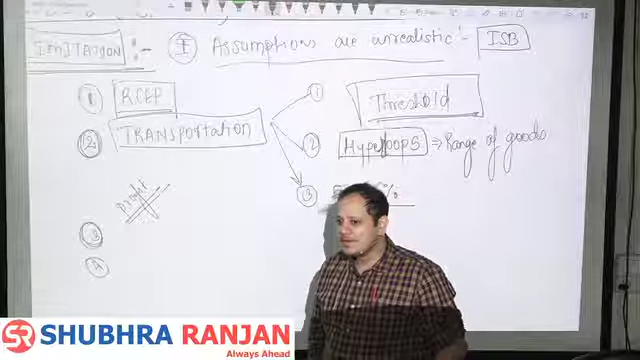 LIMITATION :- I Assumptions are unrealistic :- ISB
① RCEP
② TRANSPORTATION
① Threshold
② Hyperloops ⇒ Range of goods
③ %
③
④
SR SHUBHRA RANJAN
Always Ahead